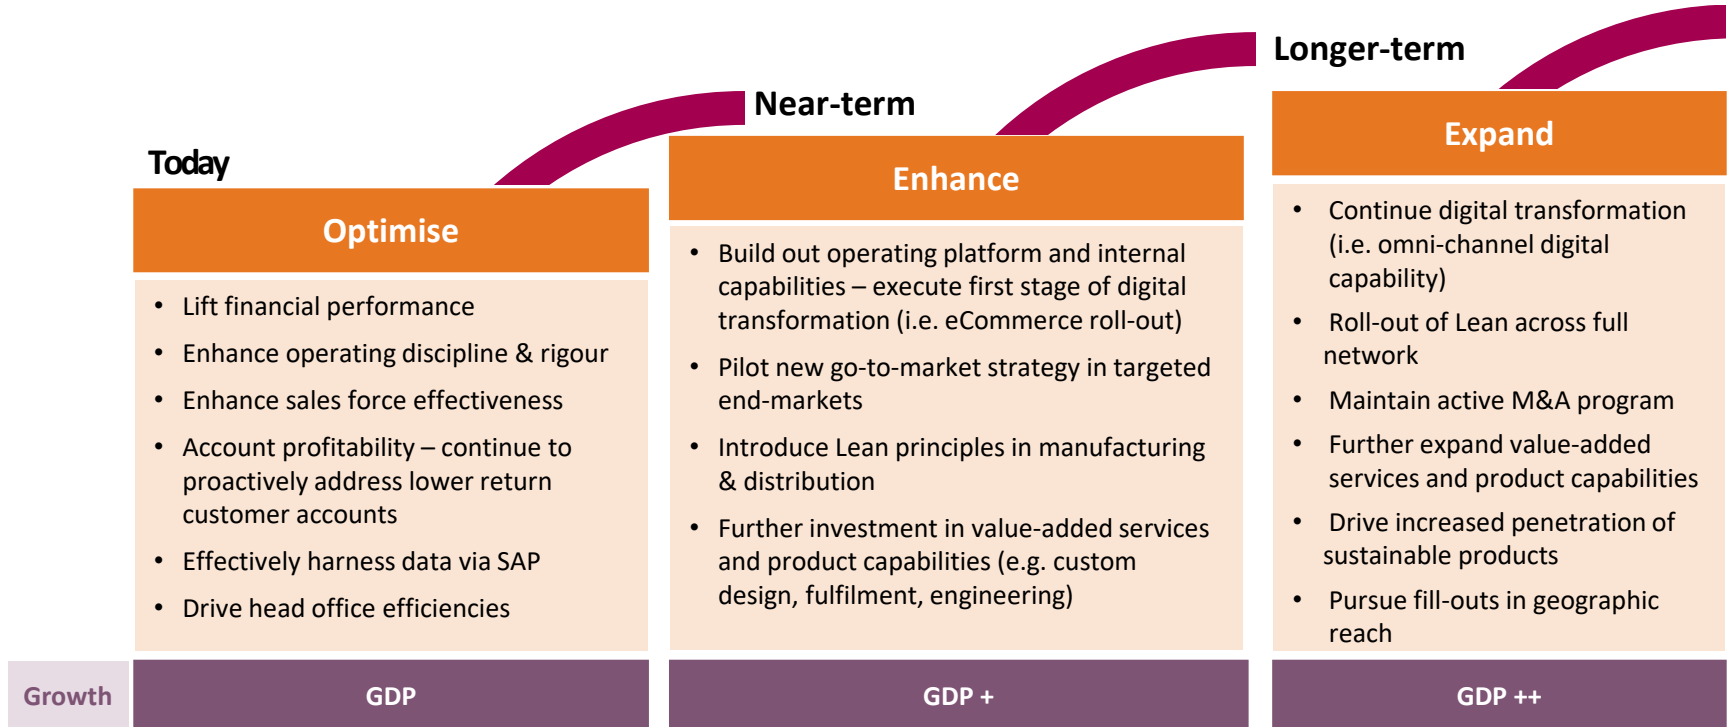 Today
Optimise
• Lift financial performance
• Enhance operating discipline & rigour
• Enhance sales force effectiveness
• Account profitability – continue to
proactively address lower return
customer accounts
• Effectively harness data via SAP
• Drive head office efficiencies
Near-term
Enhance
• Build out operating platform and internal
capabilities – execute first stage of digital
transformation (i.e. eCommerce roll-out)
• Pilot new go-to-market strategy in targeted
end-markets
• Introduce Lean principles in manufacturing
& distribution
• Further investment in value-added services
and product capabilities (e.g. custom
design, fulfilment, engineering)
Longer-term
Expand
• Continue digital transformation
(i.e. omni-channel digital
capability)
• Roll-out of Lean across full
network
• Maintain active M&A program
• Further expand value-added
services and product capabilities
• Drive increased penetration of
sustainable products
• Pursue fill-outs in geographic
reach
Growth
GDP
GDP +
GDP ++